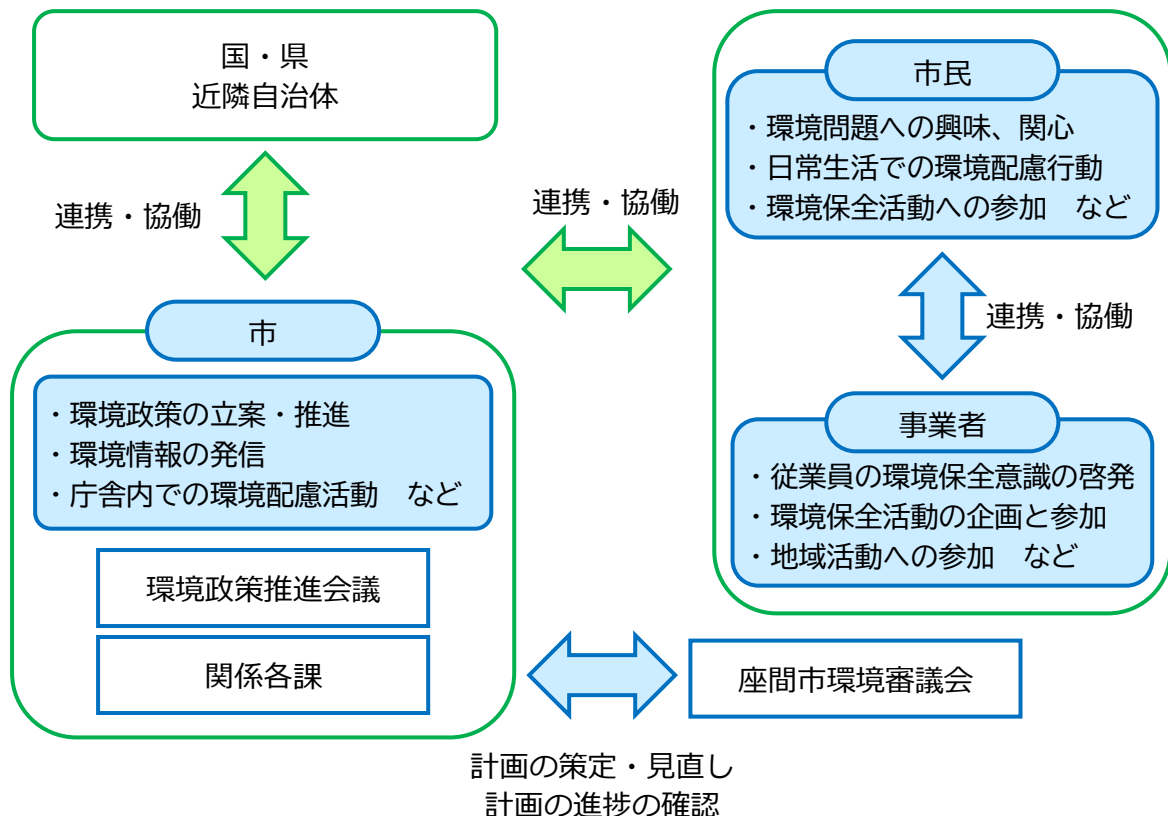 国・県
近隣自治体
連携・協働
連携・協働
市民
・環境問題への興味、関心
・日常生活での環境配慮行動
・環境保全活動への参加　など
連携・協働
事業者
・従業員の環境保全意識の啓発
・環境保全活動の企画と参加
・地域活動への参加　など
市
・環境政策の立案・推進
・環境情報の発信
・庁舎内での環境配慮活動　など
環境政策推進会議
関係各課
座間市環境審議会
計画の策定・見直し
計画の進捗の確認